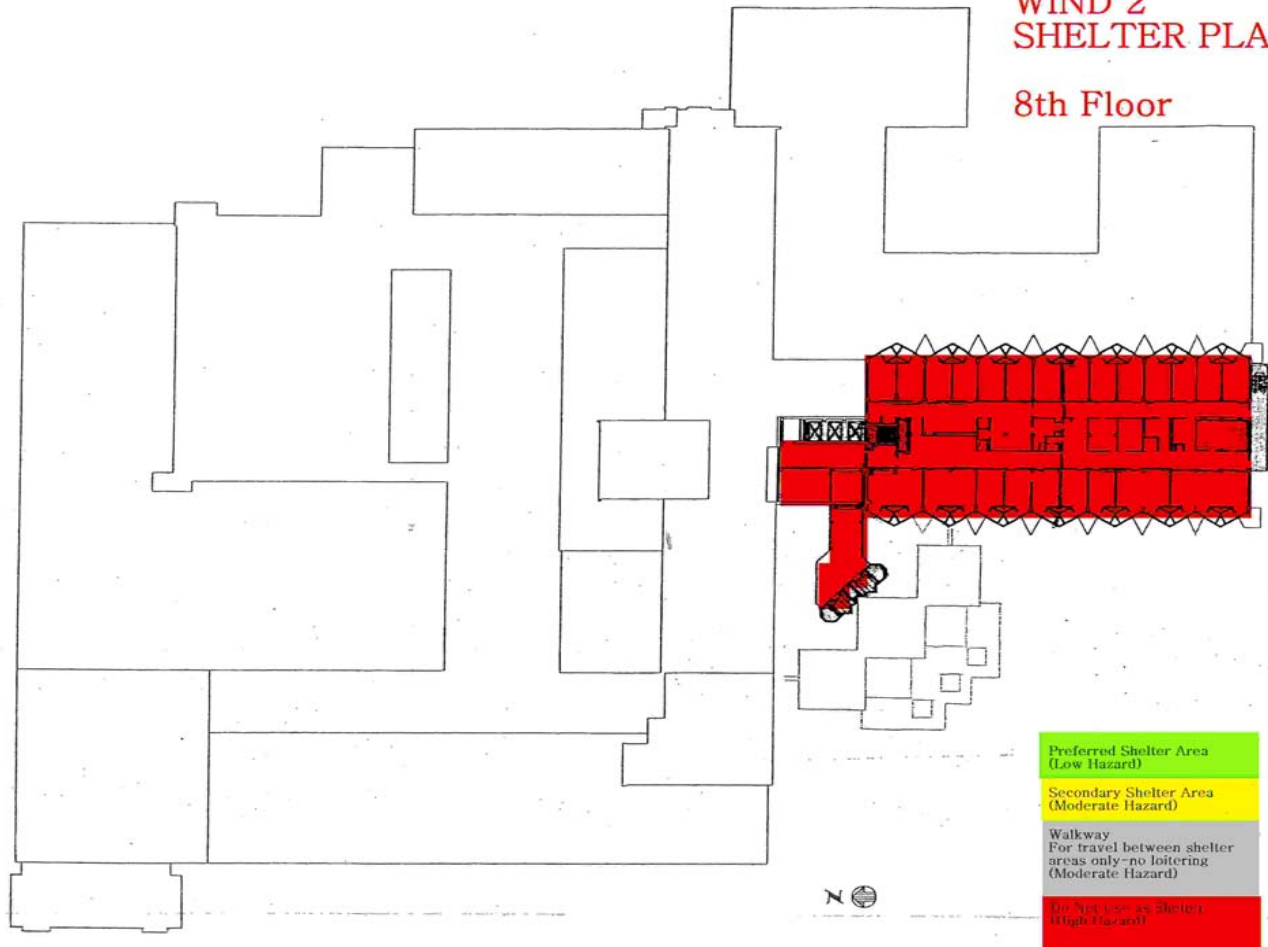 WIND 2
SHELTER PLA
8th Floor
Preferred Shelter Area
(Low Hazard)
Secondary Shelter Area
(Moderate Hazard)
Walkway
For travel between shelter
areas only-no loitering
(Moderate Hazard)
Do Not Use as Shelter
(High Hazard)
N